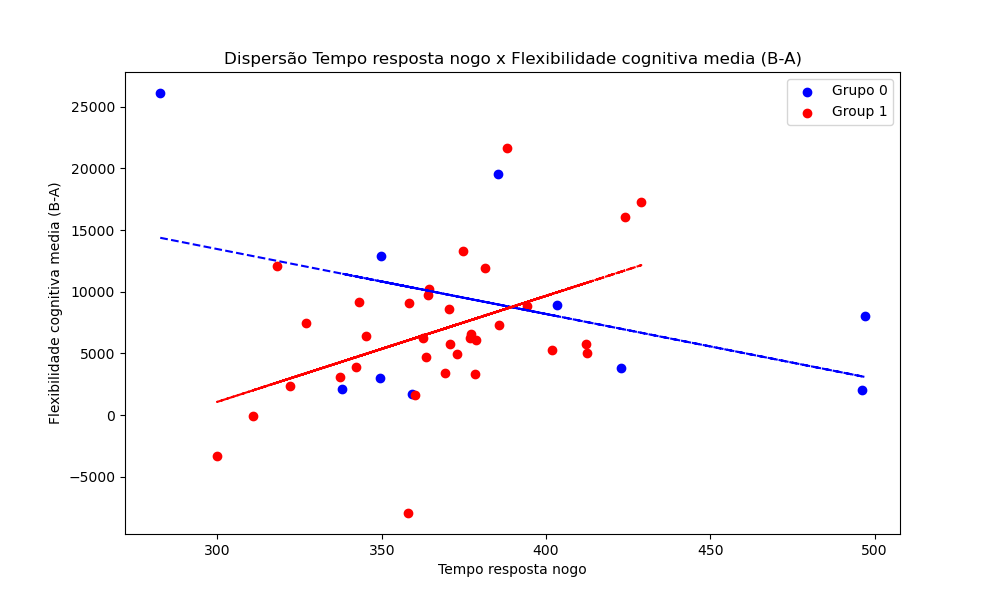 Dispersão Tempo resposta nogo x Flexibilidade cognitiva media (B-A)
Grupo 0
Group 1
25000
20000
15000
10000
5000
0
−5000
Flexibilidade cognitiva media (B-A)
300
350
400
450
500
Tempo resposta nogo